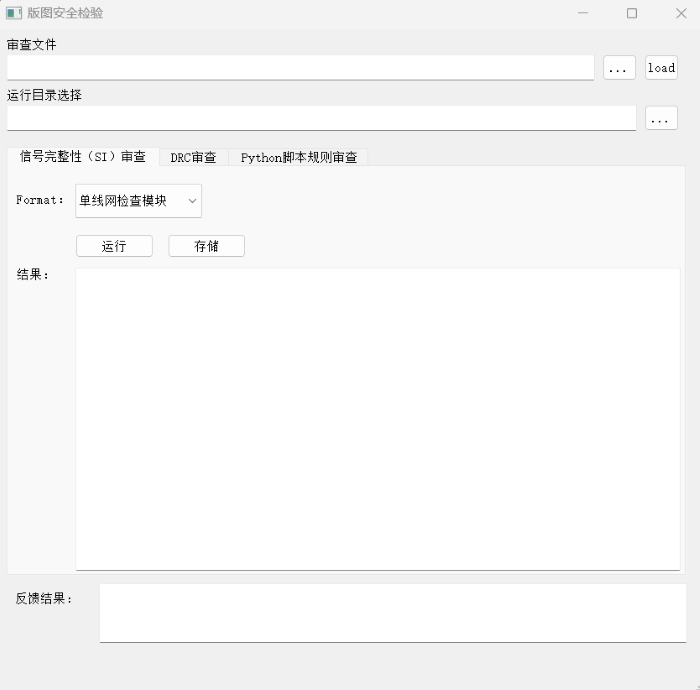 版图安全检验
审查文件
... load
运行目录选择
...
信号完整性（SI）审查 DRC审查 Python脚本规则审查
Format: 单线网检查模块
运行 存储
结果:
反馈结果: